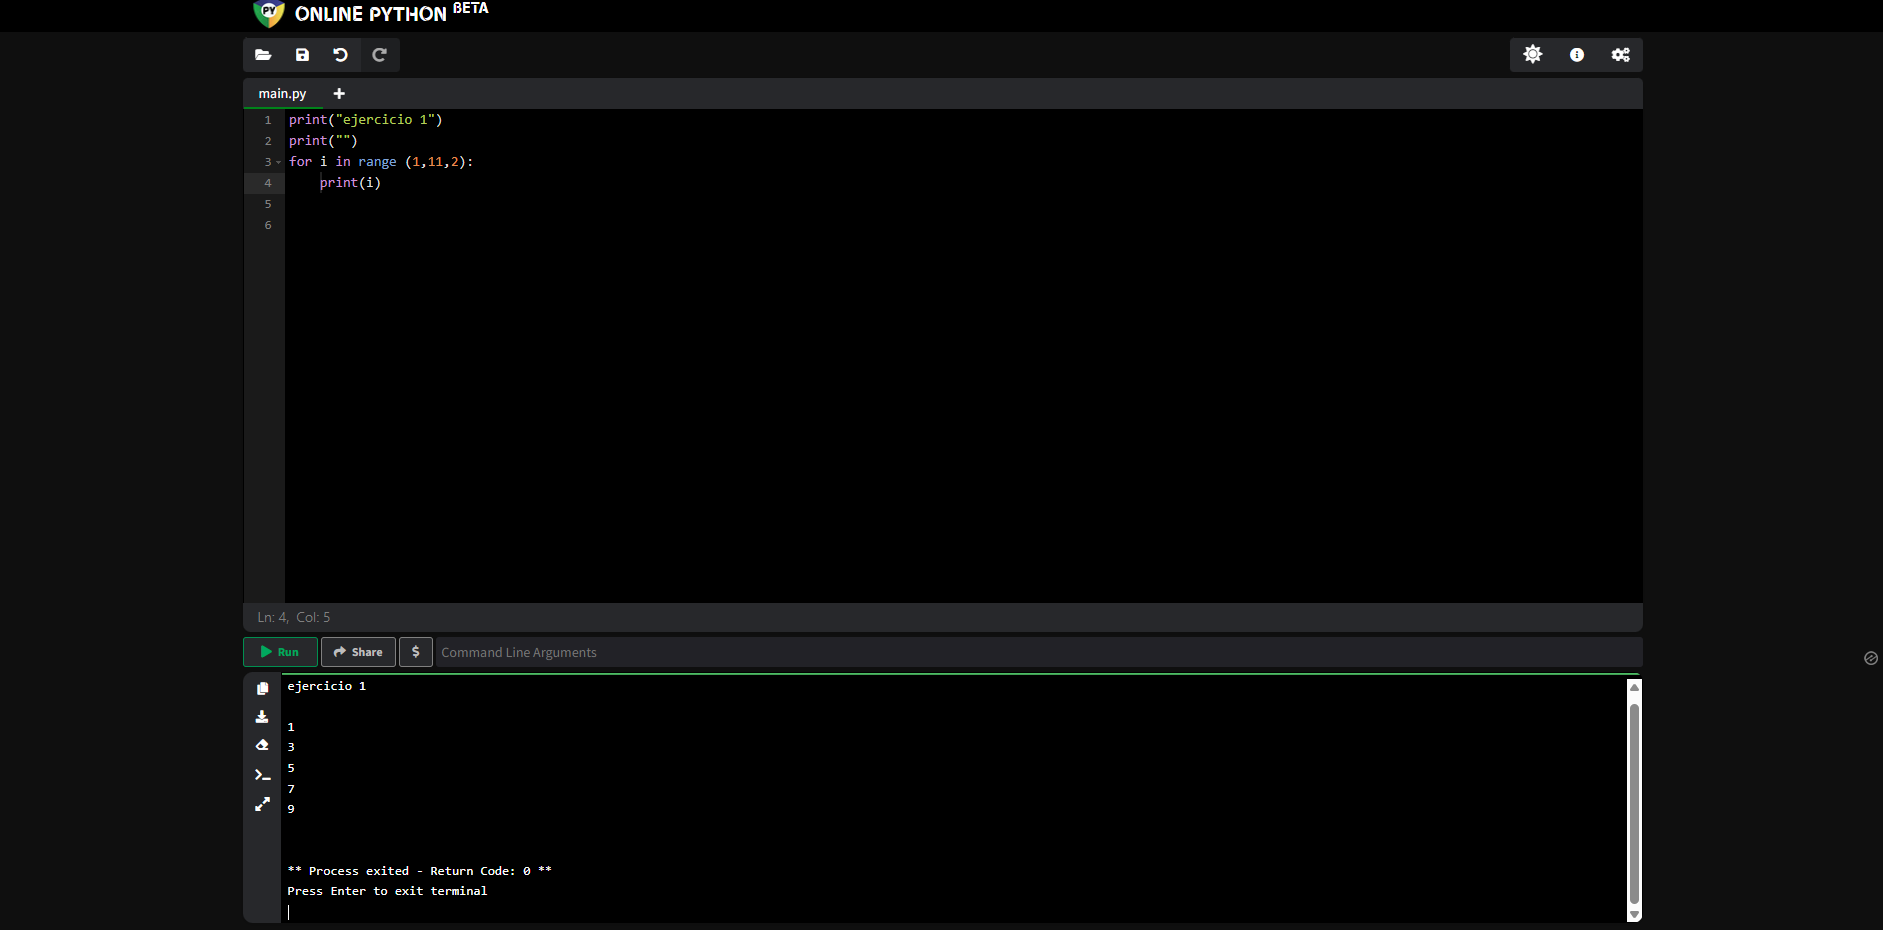 PY ONLINE PYTHON BETA
main.py +
1 print("ejercicio 1")
2 print("")
3 for i in range (1,11,2):
4     print(i)
5
6
Ln: 4, Col: 5
Run Share $ Command Line Arguments
ejercicio 1
1
3
5
7
9
** Process exited - Return Code: 0 **
Press Enter to exit terminal